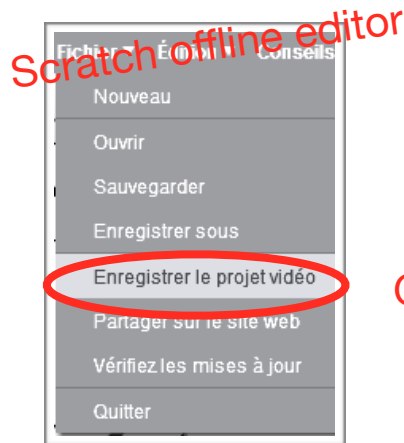 Scratch offline editor
Fichier ▼ Édition ▼ Conseils
Nouveau
Ouvrir
Sauvegarder
Enregistrer sous
Enregistrer le projet vidéo
Partager sur le site web
Vérifiez les mises à jour
Quitter